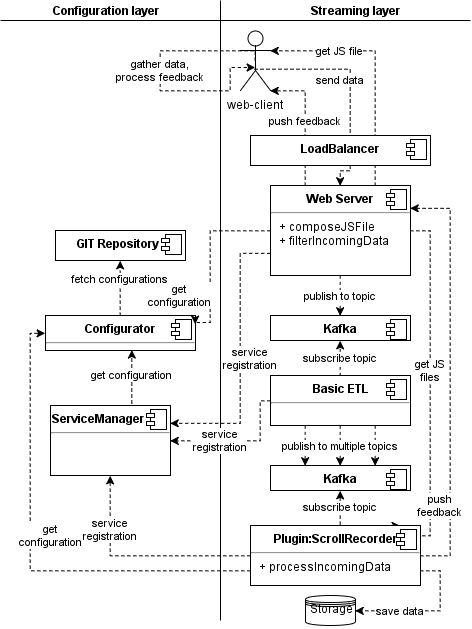 Configuration layer
Streaming layer
get JS file
gather data,
process feedback
send data
web-client
push feedback
LoadBalancer
Web Server
+ composeJSFile
+ filterIncomingData
GIT Repository
fetch configurations
get
configuration
publish to topic
Configurator
Kafka
service
registration
subscribe topic
get JS
files
get configuration
Basic ETL
ServiceManager
service
registration
publish to multiple topics
Kafka
push
feedback
subscribe topic
get
configuration
service
registration
Plugin:ScrollRecorder
+ processIncomingData
Storage
save data